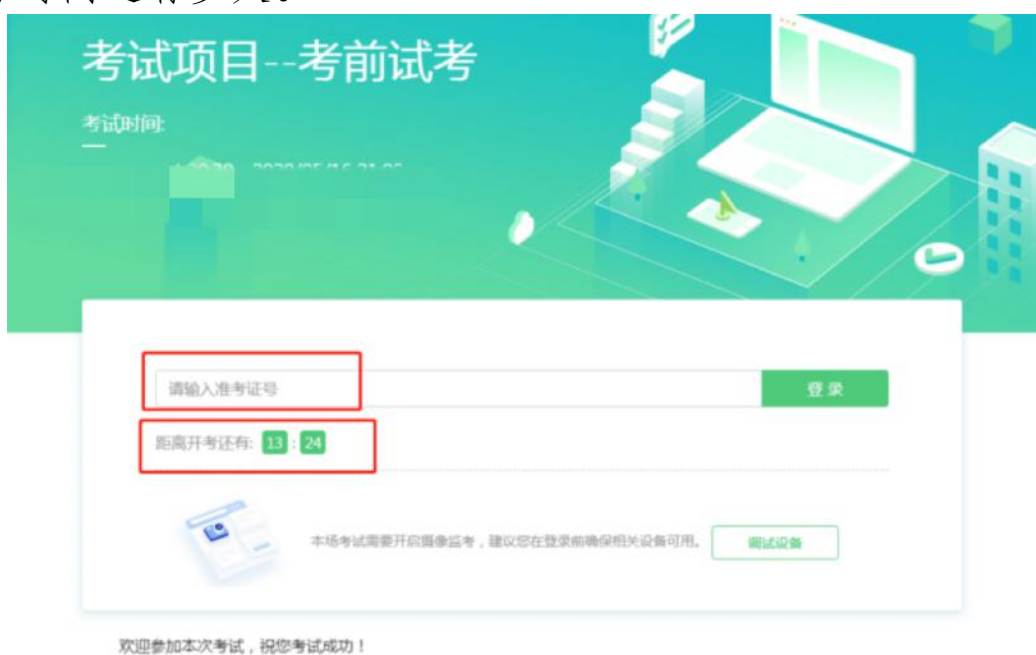 考试项目--考前试考
考试时间:
请输入准考证号
登录
距离开考还有: 13 : 24
本场考试需要开启摄像监考，建议您在登录前确保相关设备可用。
调试设备
欢迎参加本次考试，祝您考试成功！